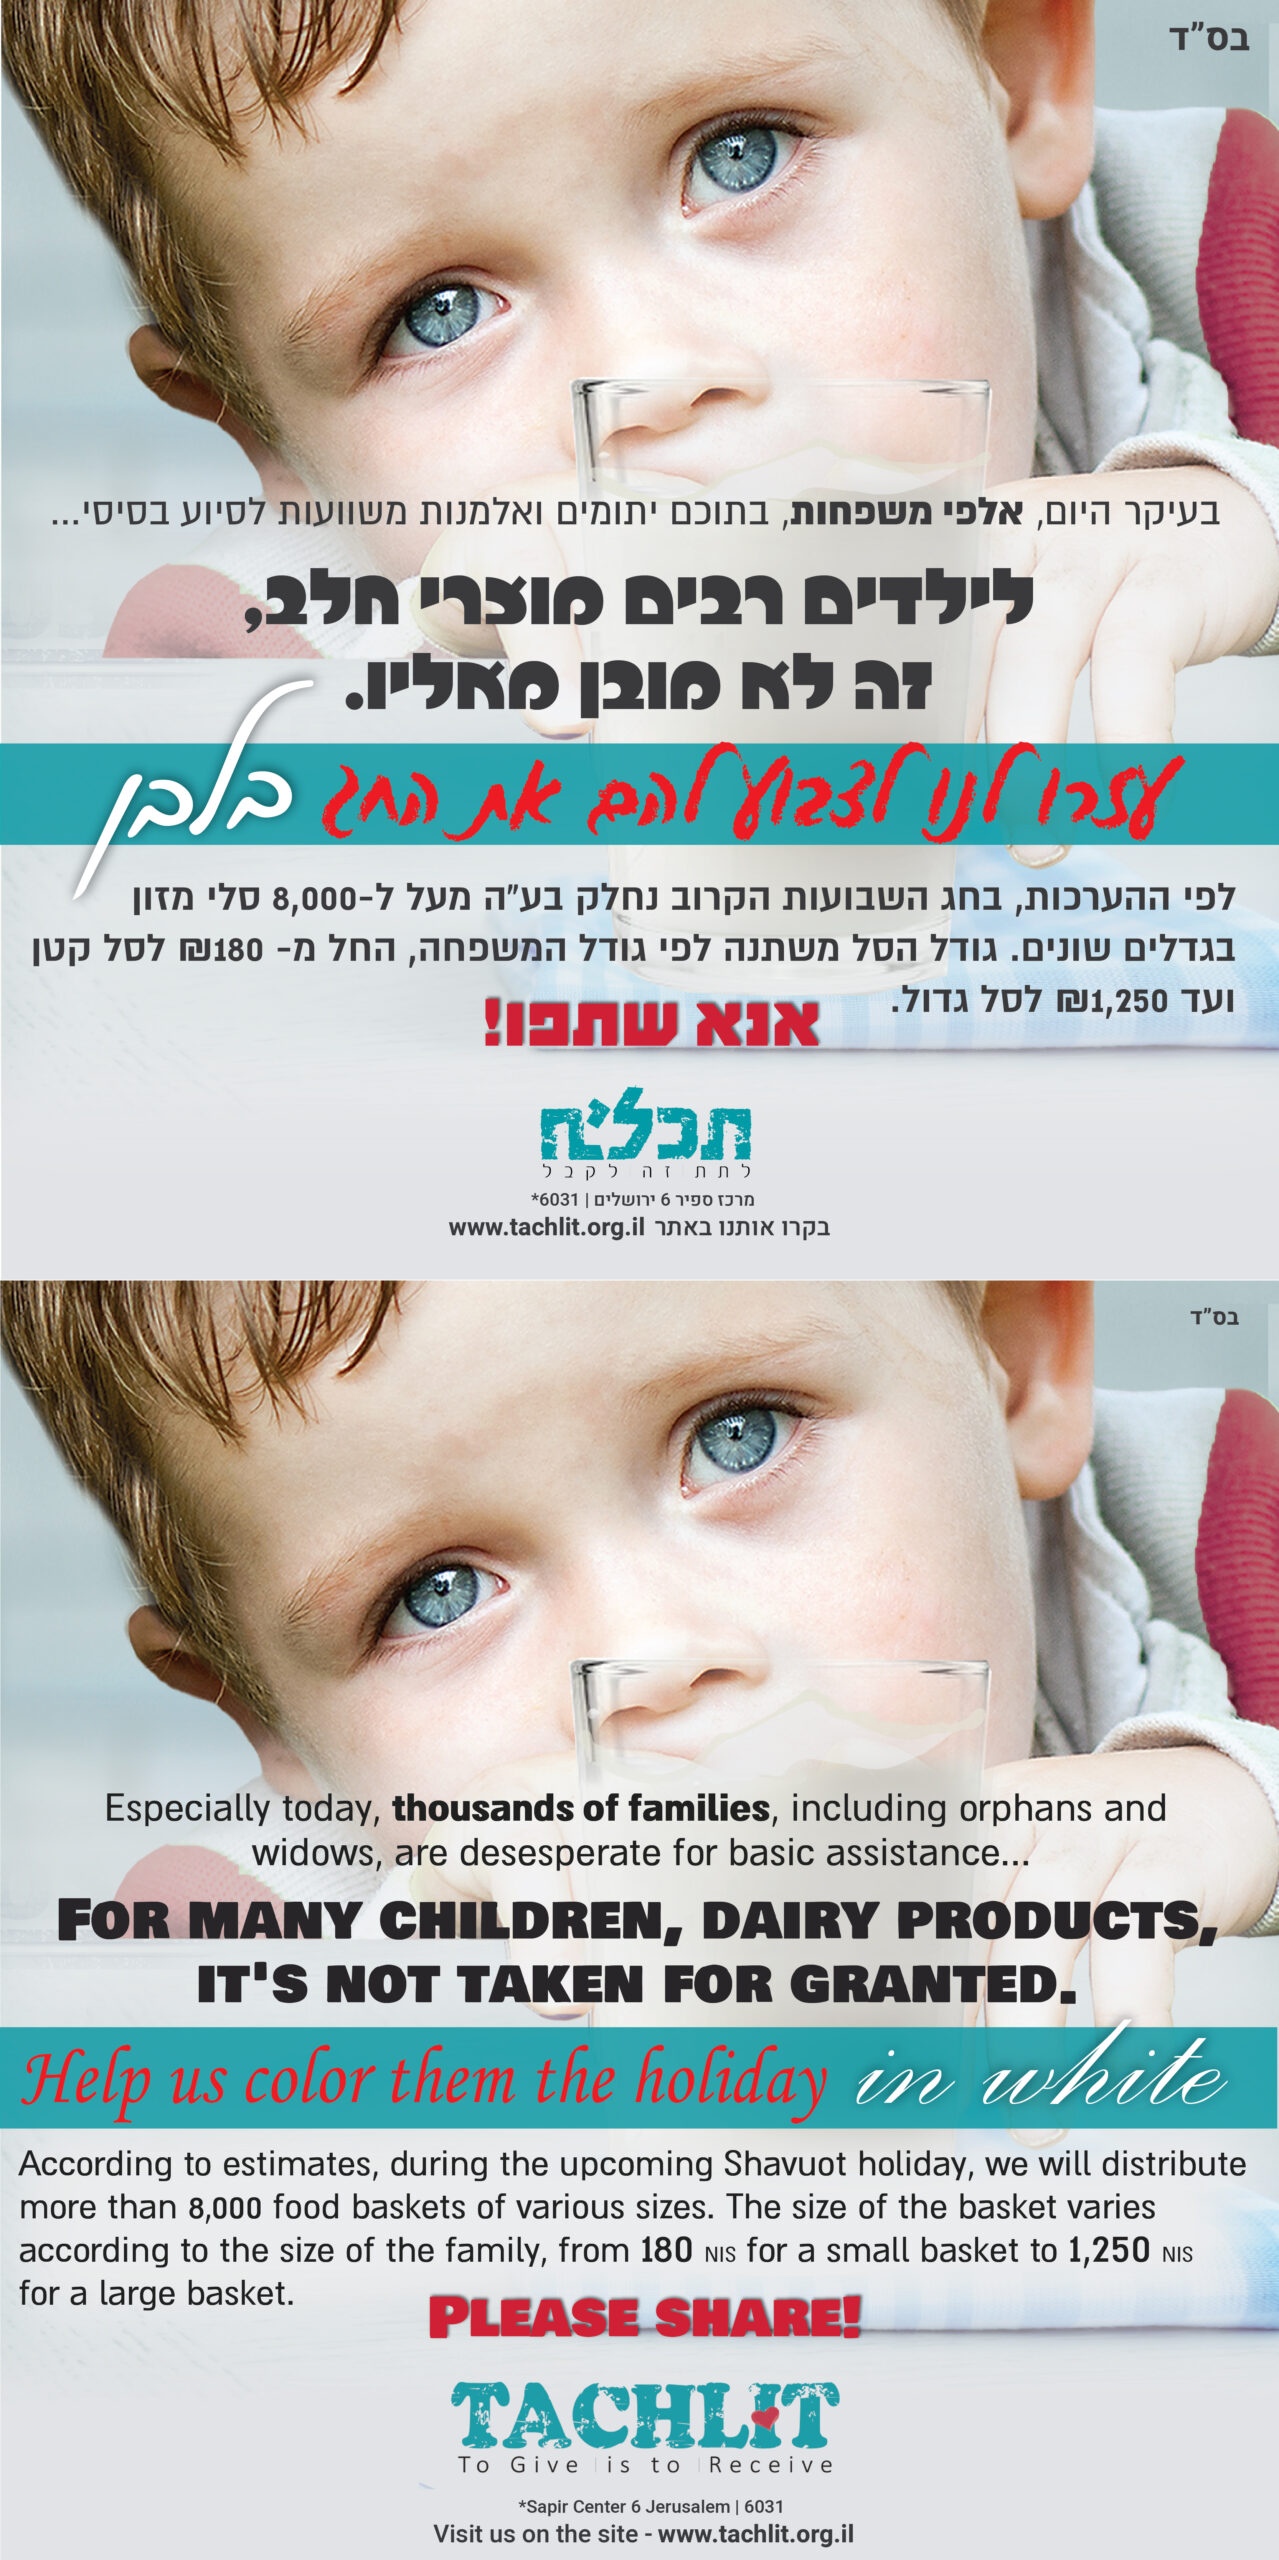 בס"ד
בעיקר היום, אלפי משפחות, בתוכם יתומים ואלמנות משוועות לסיוע בסיסי...
לילדים רבים מוצרי חלב,
זה לא מובן מאליו.
עזרו לנו לצבוע להם את החג בלבן
לפי ההערכות, בחג השבועות הקרוב נחלק בע"ה מעל ל-8,000 סלי מזון
בגדלים שונים. גודל הסל משתנה לפי גודל המשפחה, החל מ- 180₪ לסל קטן
ועד 1,250₪ לסל גדול.
אנא שתפו!
תכלית
לתת זה לקבל
מרכז ספיר 6 ירושלים | 6031*
בקרו אותנו באתר www.tachlit.org.il
בס"ד
Especially today, thousands of families, including orphans and
widows, are desesperate for basic assistance...
FOR MANY CHILDREN, DAIRY PRODUCTS,
IT'S NOT TAKEN FOR GRANTED.
Help us color them the holiday in white
According to estimates, during the upcoming Shavuot holiday, we will distribute
more than 8,000 food baskets of various sizes. The size of the basket varies
according to the size of the family, from 180 NIS for a small basket to 1,250 NIS
for a large basket.
PLEASE SHARE!
TACHLIT
To Give is to Receive
*Sapir Center 6 Jerusalem | 6031
Visit us on the site - www.tachlit.org.il